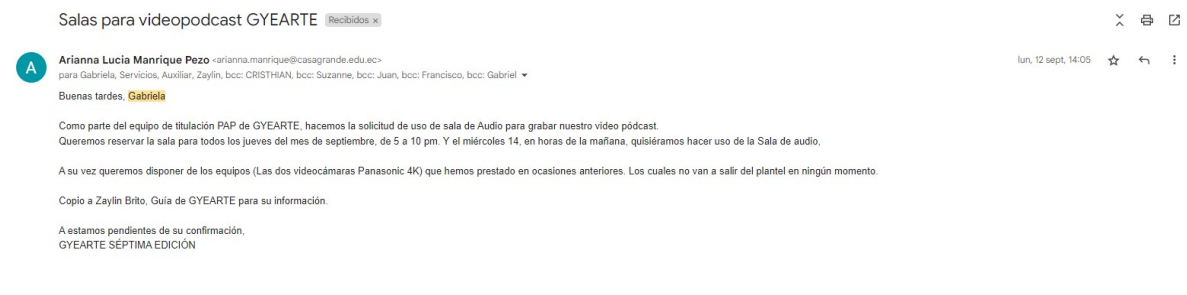 Salas para videopodcast GYEARTE Recibidos x
Arianna Lucia Manrique Pezo <arianna.manrique@casagrande.edu.ec>
lun, 12 sept, 14:05
para Gabriela, Servicios, Auxiliar, Zaylin, bcc: CRISTHIAN, bcc: Suzanne, bcc: Juan, bcc: Francisco, bcc: Gabriel
A
Buenas tardes, Gabriela
Como parte del equipo de titulación PAP de GYEARTE, hacemos la solicitud de uso de sala de Audio para grabar nuestro video pódcast.
Queremos reservar la sala para todos los jueves del mes de septiembre, de 5 a 10 pm. Y el miércoles 14, en horas de la mañana, quisiéramos hacer uso de la Sala de audio,
A su vez queremos disponer de los equipos (Las dos videocámaras Panasonic 4K) que hemos prestado en ocasiones anteriores. Los cuales no van a salir del plantel en ningún momento.
Copio a Zaylin Brito, Guía de GYEARTE para su información.
A estamos pendientes de su confirmación,
GYEARTE SÉPTIMA EDICIÓN